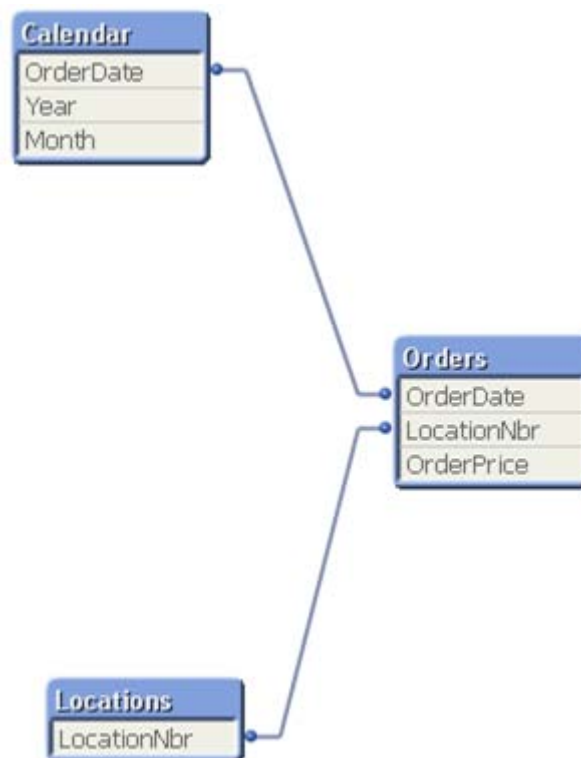 Calendar
OrderDate
Year
Month
Orders
OrderDate
LocationNbr
OrderPrice
Locations
LocationNbr